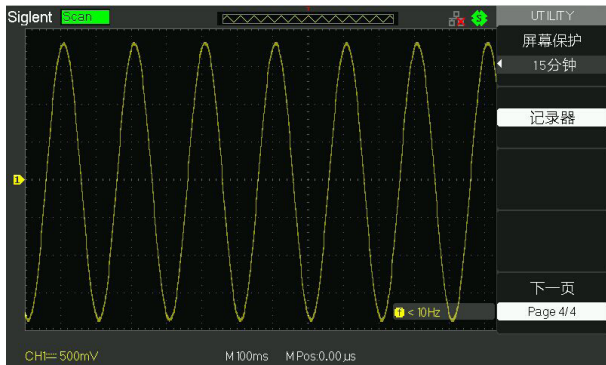 Siglent Scan
UTILITY
屏幕保护
15分钟
记录器
1
< 10Hz
下一页
Page 4/4
CH1 500mV
M 100ms M Pos:0.00µs